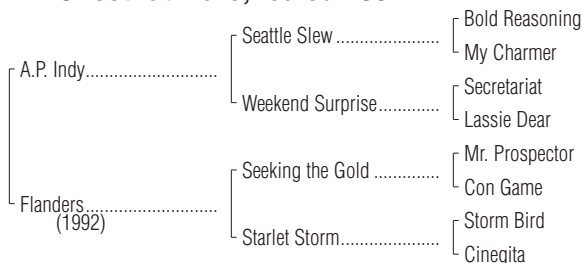 Bold Reasoning
Seattle Slew
My Charmer
A.P. Indy
Secretariat
Weekend Surprise
Lassie Dear
Mr. Prospector
Seeking the Gold
Con Game
Flanders
(1992)
Storm Bird
Starlet Storm
Cinegita